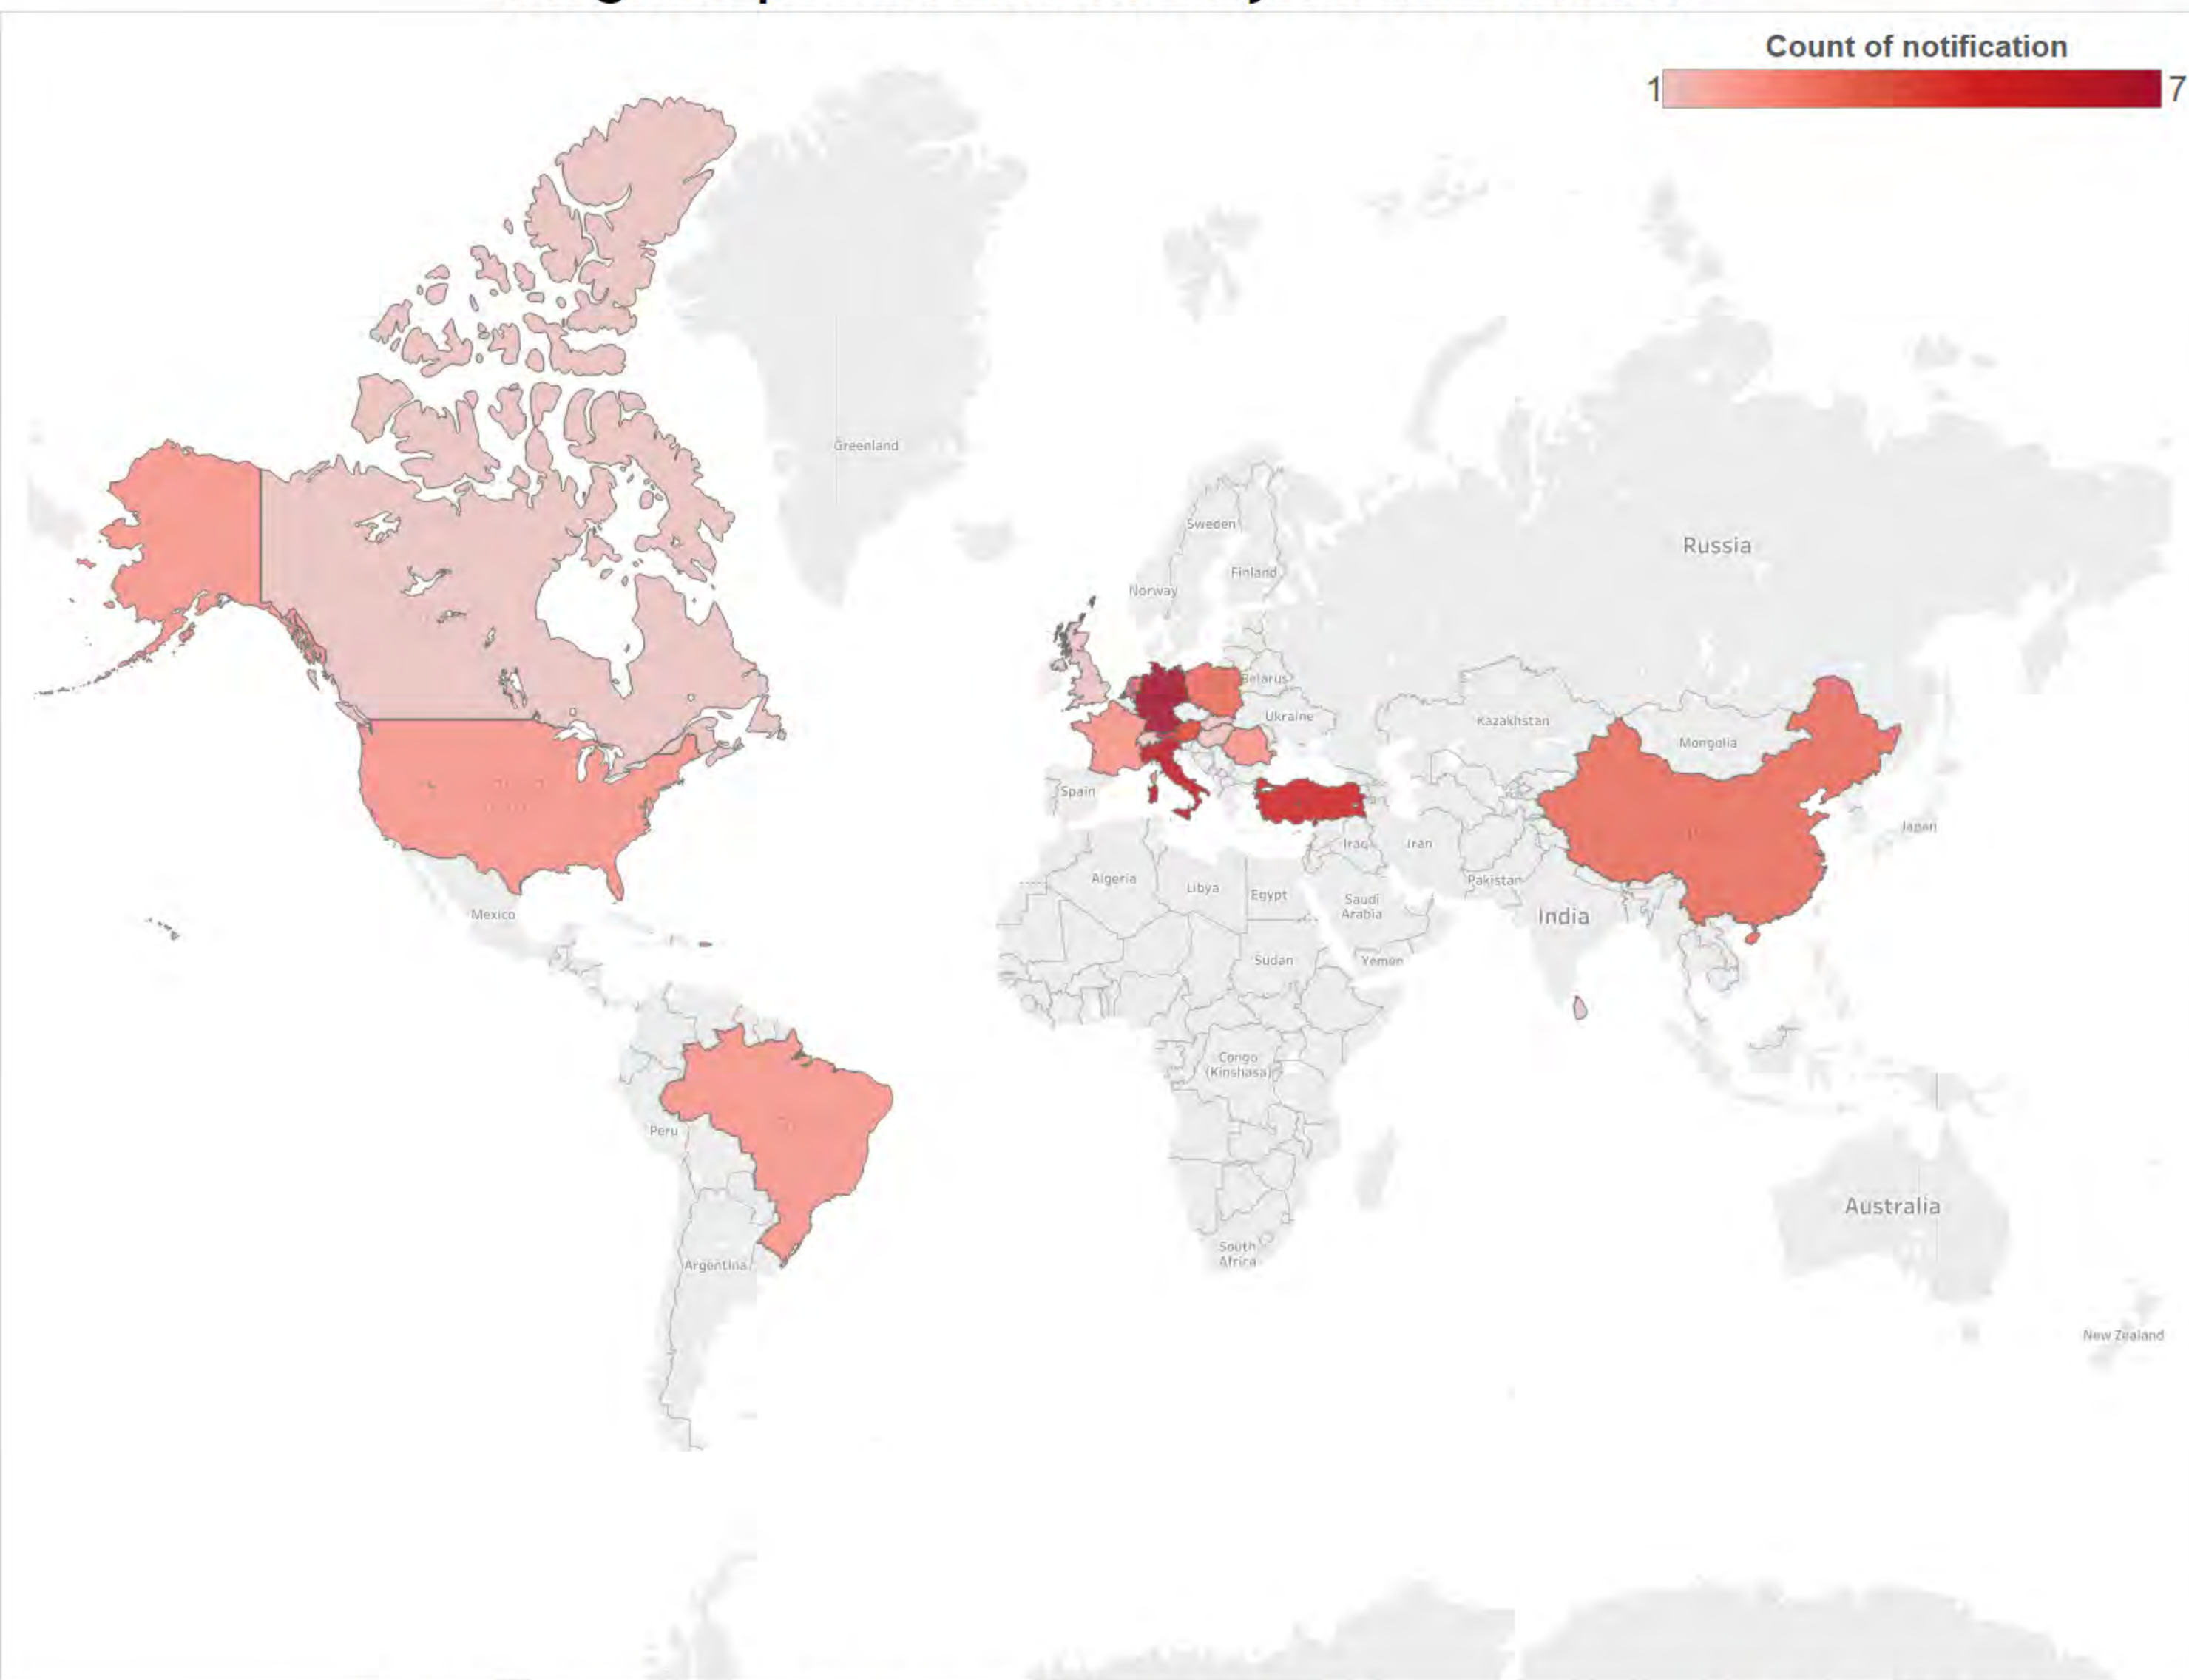 Count of notification
1 7
Greenland
Sweden
Russia
Finland
Norway
Belarus
Ukraine
Kazakhstan
Mongolia
Spain
Japan
Iraq
Iran
Algeria
Libya
Egypt
Pakistan
Saudi
Arabia
India
Mexico
Sudan
Yemen
Congo
(Kinshasa)
Peru
Australia
South
Africa
Argentina
New Zealand